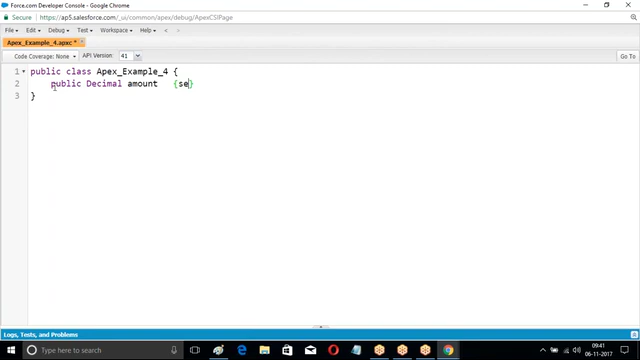 Force.com Developer Console - Google Chrome
Secure https://ap5.salesforce.com/_ui/common/apex/debug/ApexCSIPage
File Edit Debug Test Workspace Help < >
Apex_Example_4.apxc *
Code Coverage: None API Version: 41 Go To
1 public class Apex_Example_4 {
2 public Decimal amount {se}
3 }
Logs, Tests, and Problems
Type here to search
09:41
06-11-2017